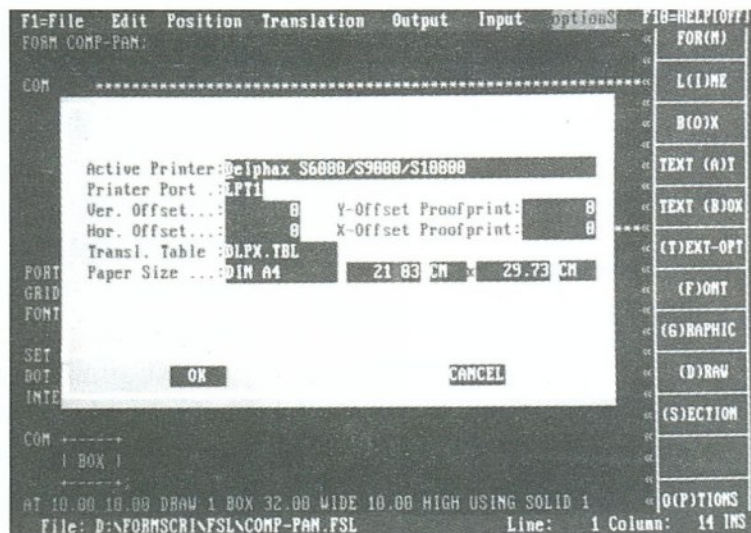 F1=File Edit Position Translation Output Input optionS F10=HELP[OFF]
FORM COMP-PAN:
COM ************************************************
Active Printer:Delphax S6000/S9000/S10000
Printer Port .:LPT1
Ver. Offset...: 0 Y-Offset Proofprint: 0
Hor. Offset...: 0 X-Offset Proofprint: 0
Transl. Table :DLPX.TBL
Paper Size ...:DIN A4 21 03 CM x 29.73 CM
OK CANCEL
PORT
GRID
FONT
SET
DOT
INTE
COM +------+
| BOX |
+------+
AT 10.00 10.00 DRAW 1 BOX 32.00 WIDE 10.00 HIGH USING SOLID 1
File: D:\FORMSCRI\FSL\COMP-PAN.FSL Line: 1 Column: 14 INS
« FOR(M)
« L(I)NE
« B(O)X
« TEXT (A)T
« TEXT (B)OX
« (T)EXT-OPT
« (F)ONT
« (G)RAPHIC
« (D)RAW
« (S)ECTION
« O(P)TIONS